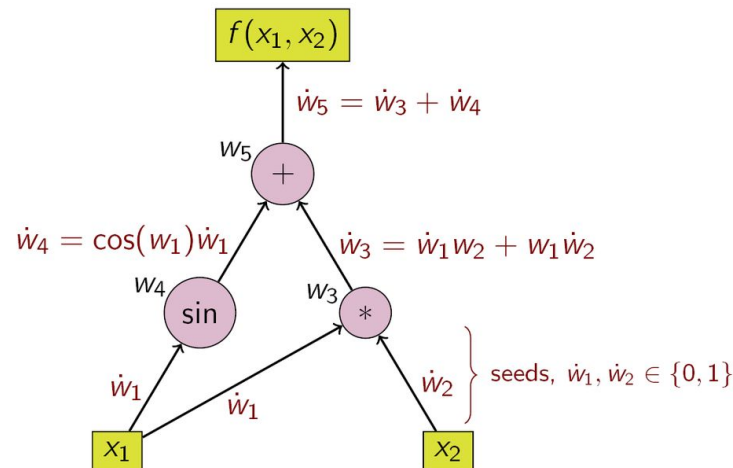 f(x₁, x₂)
ẇ₅ = ẇ₃ + ẇ₄
w₅
+
ẇ₄ = cos(w₁)ẇ₁
ẇ₃ = ẇ₁w₂ + w₁ẇ₂
w₄
sin
w₃
*
ẇ₁
ẇ₁
ẇ₂
seeds, ẇ₁, ẇ₂ ∈ {0, 1}
x₁
x₂